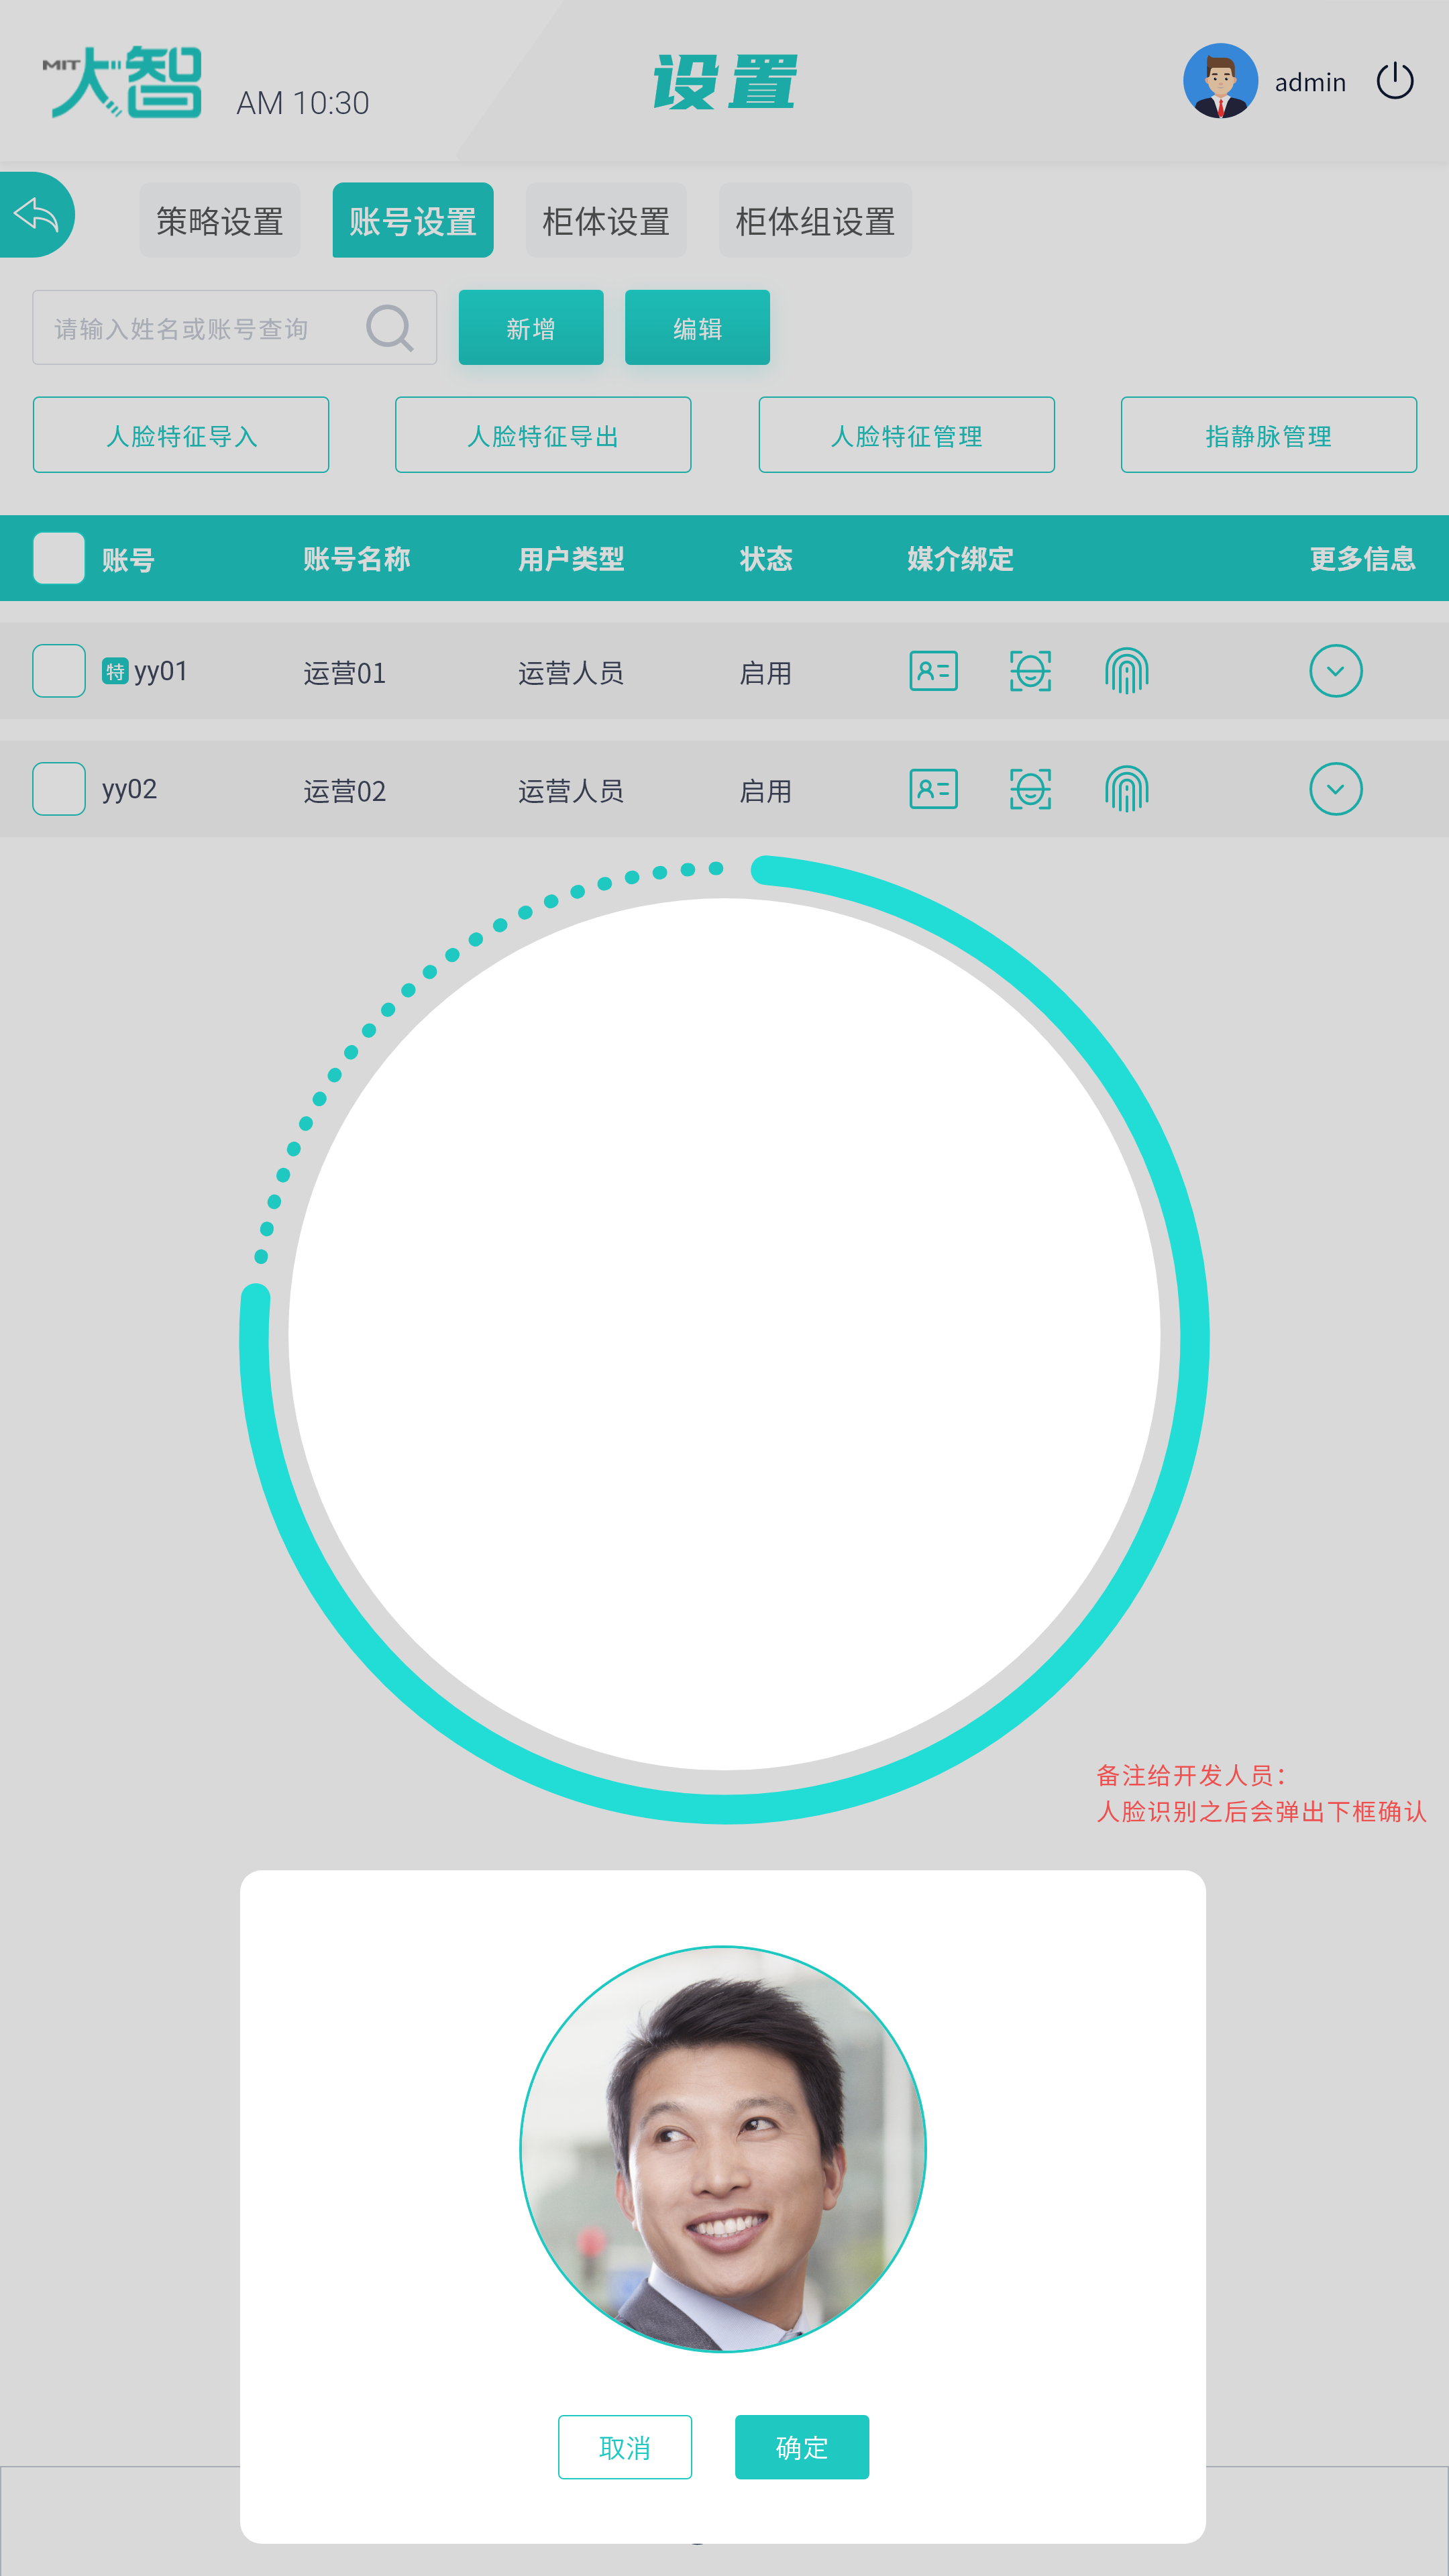 MIT 大智
AM 10:30
设置
admin
策略设置
账号设置
柜体设置
柜体组设置
请输入姓名或账号查询
新增
编辑
人脸特征导入
人脸特征导出
人脸特征管理
指静脉管理
账号
账号名称
用户类型
状态
媒介绑定
更多信息
特 yy01
运营01
运营人员
启用
yy02
运营02
运营人员
启用
备注给开发人员：
人脸识别之后会弹出下框确认
取消
确定